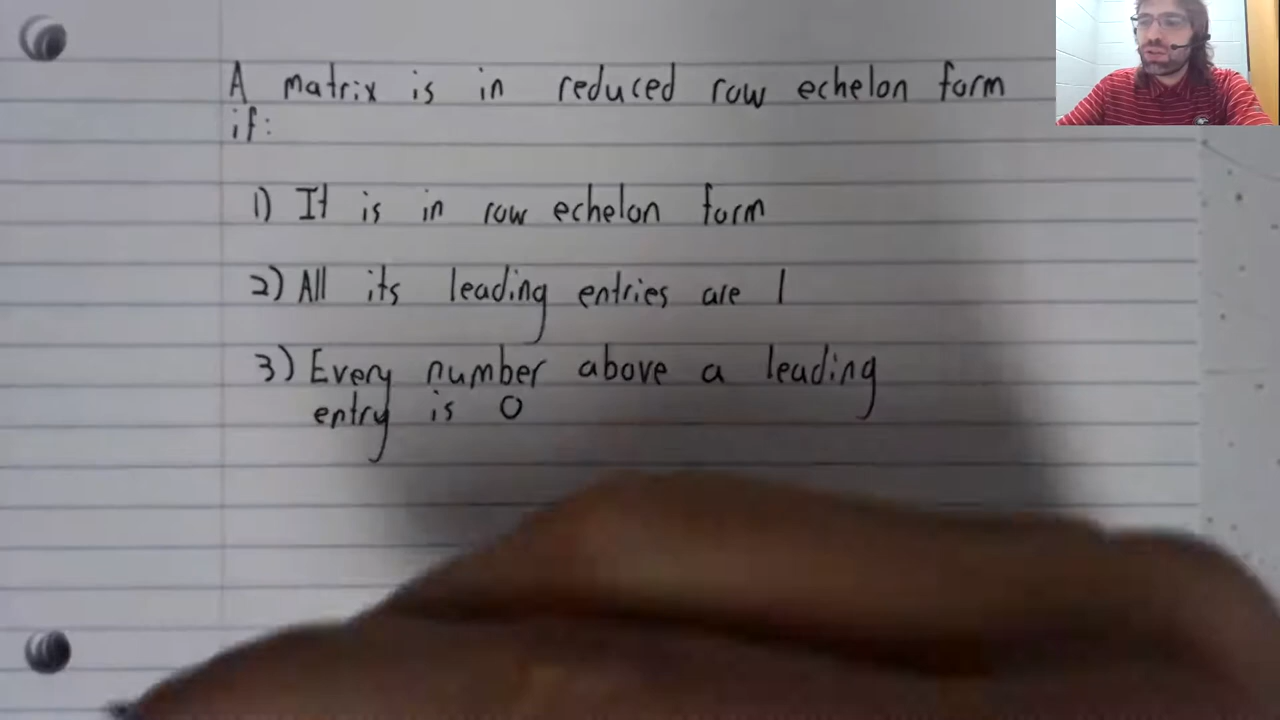 A matrix is in reduced row echelon form
if:
1) It is in row echelon form
2) All its leading entries are 1
3) Every number above a leading
entry is 0